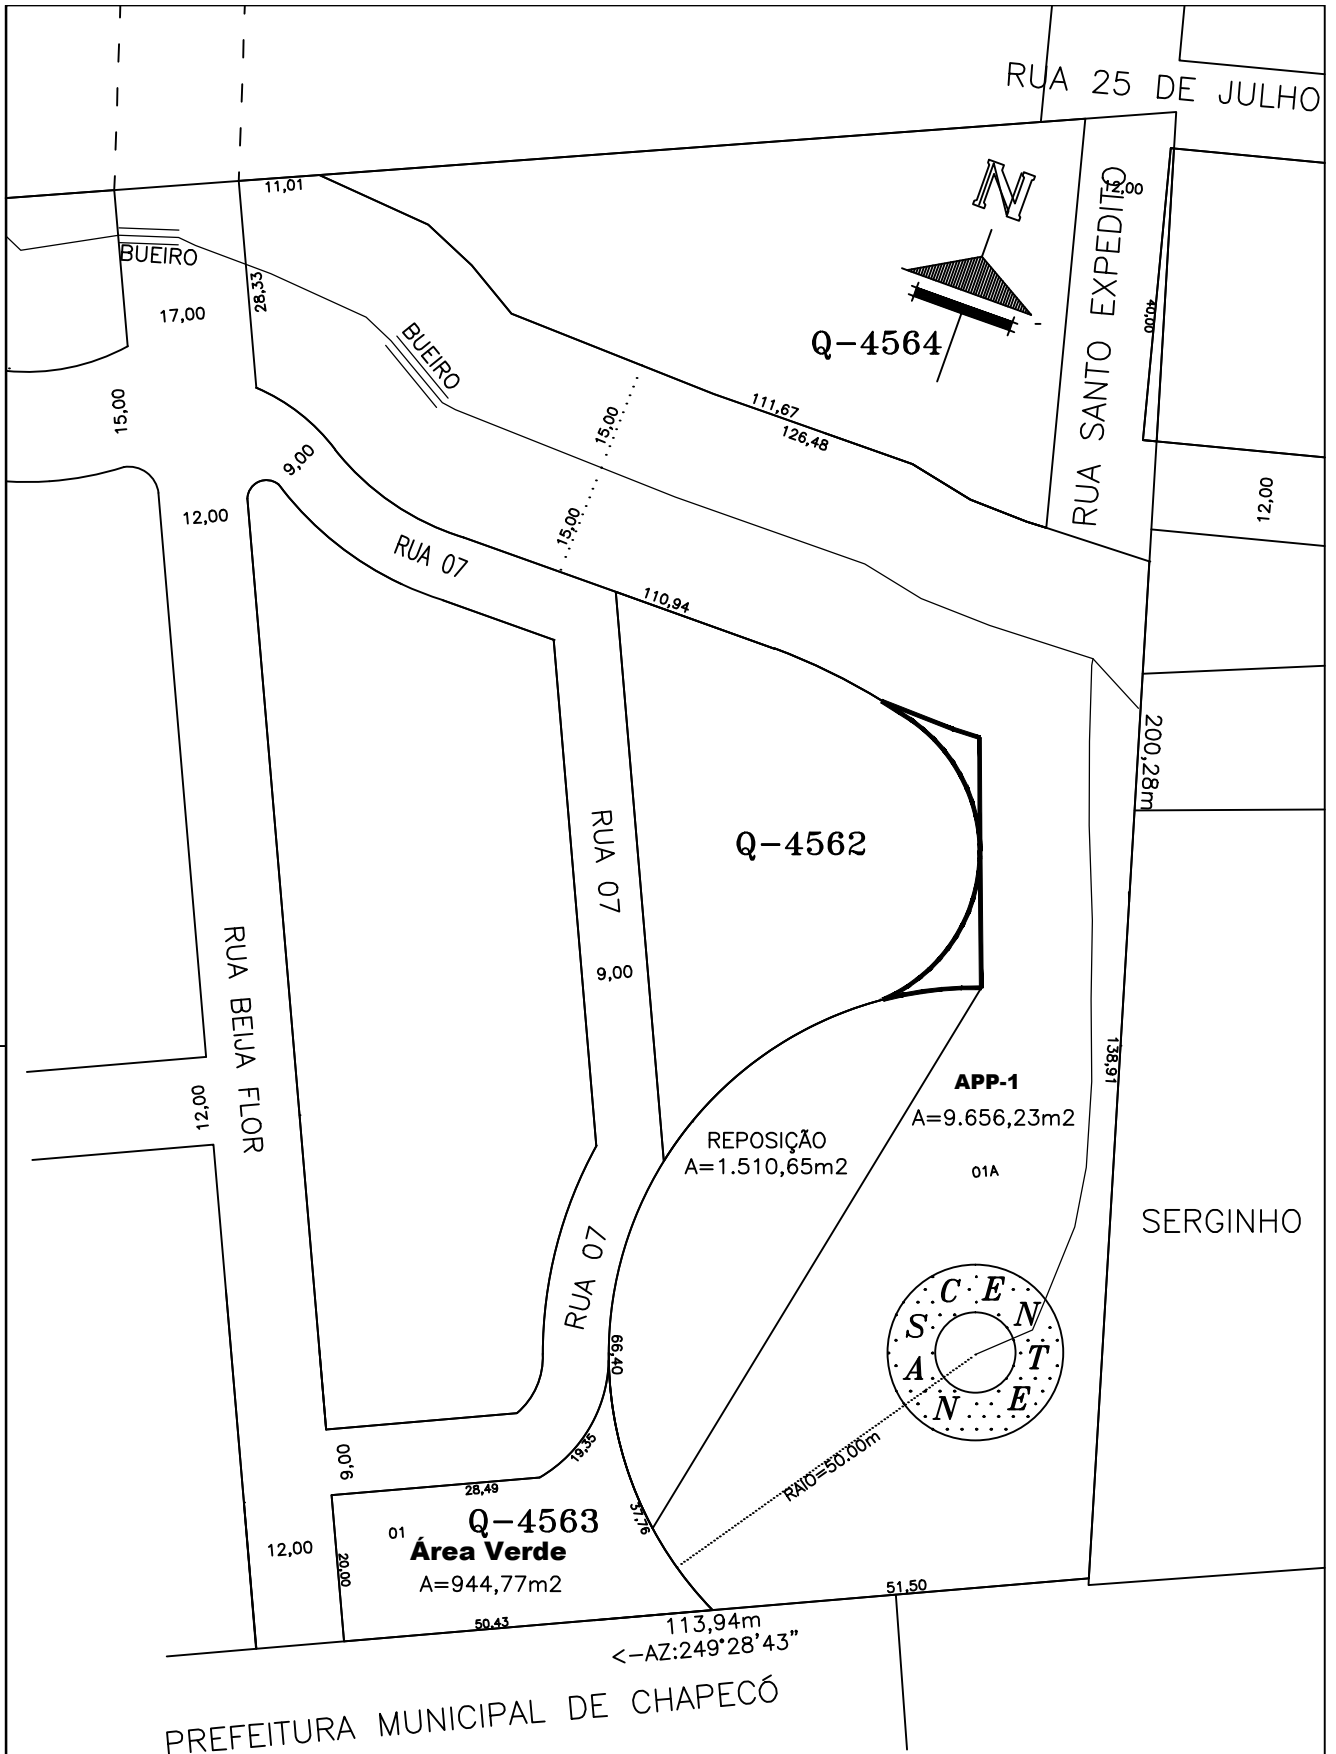 RUA 25 DE JULHO
11,01
N
12,00
RUA SANTO EXPEDITO
BUEIRO
28,33
17,00
40,00
BUEIRO
Q-4564
15,00
111,67
126,48
15,00
9,00
12,00
12,00
15,00
RUA 07
110,94
200,28m
RUA 07
Q-4562
9,00
RUA BEIJA FLOR
138,91
12,00
APP-1
A=9.656,23m2
REPOSIÇÃO
A=1.510,65m2
01A
SERGINHO
RUA 07
NASCENTE
66,40
19,35
9,00
RAIO=50.00m
28,49
37,76
01
Q-4563
Área Verde
A=944,77m2
12,00
20,00
51,50
50,43
113,94m
<-AZ:249°28'43"
PREFEITURA MUNICIPAL DE CHAPECÓ